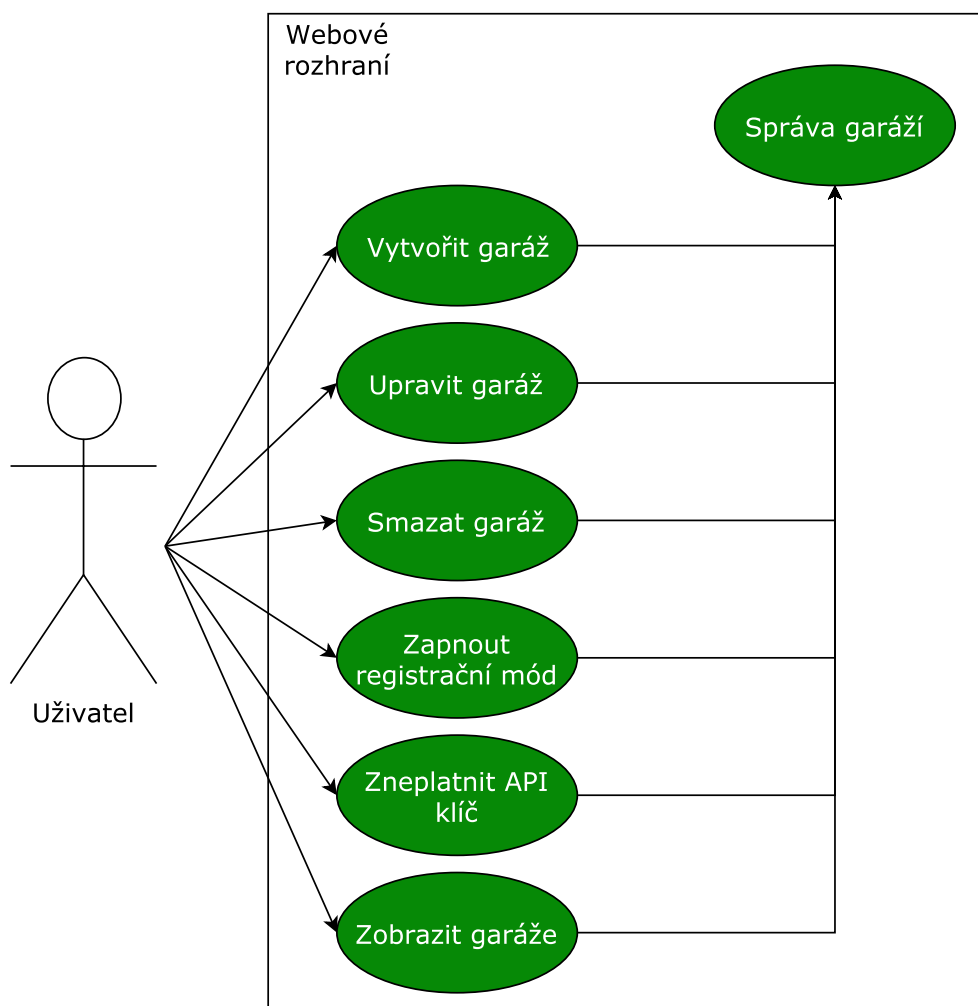 Webové
rozhraní
Správa garáží
Vytvořit garáž
Upravit garáž
Smazat garáž
Zapnout
registrační mód
Zneplatnit API
klíč
Zobrazit garáže
Uživatel